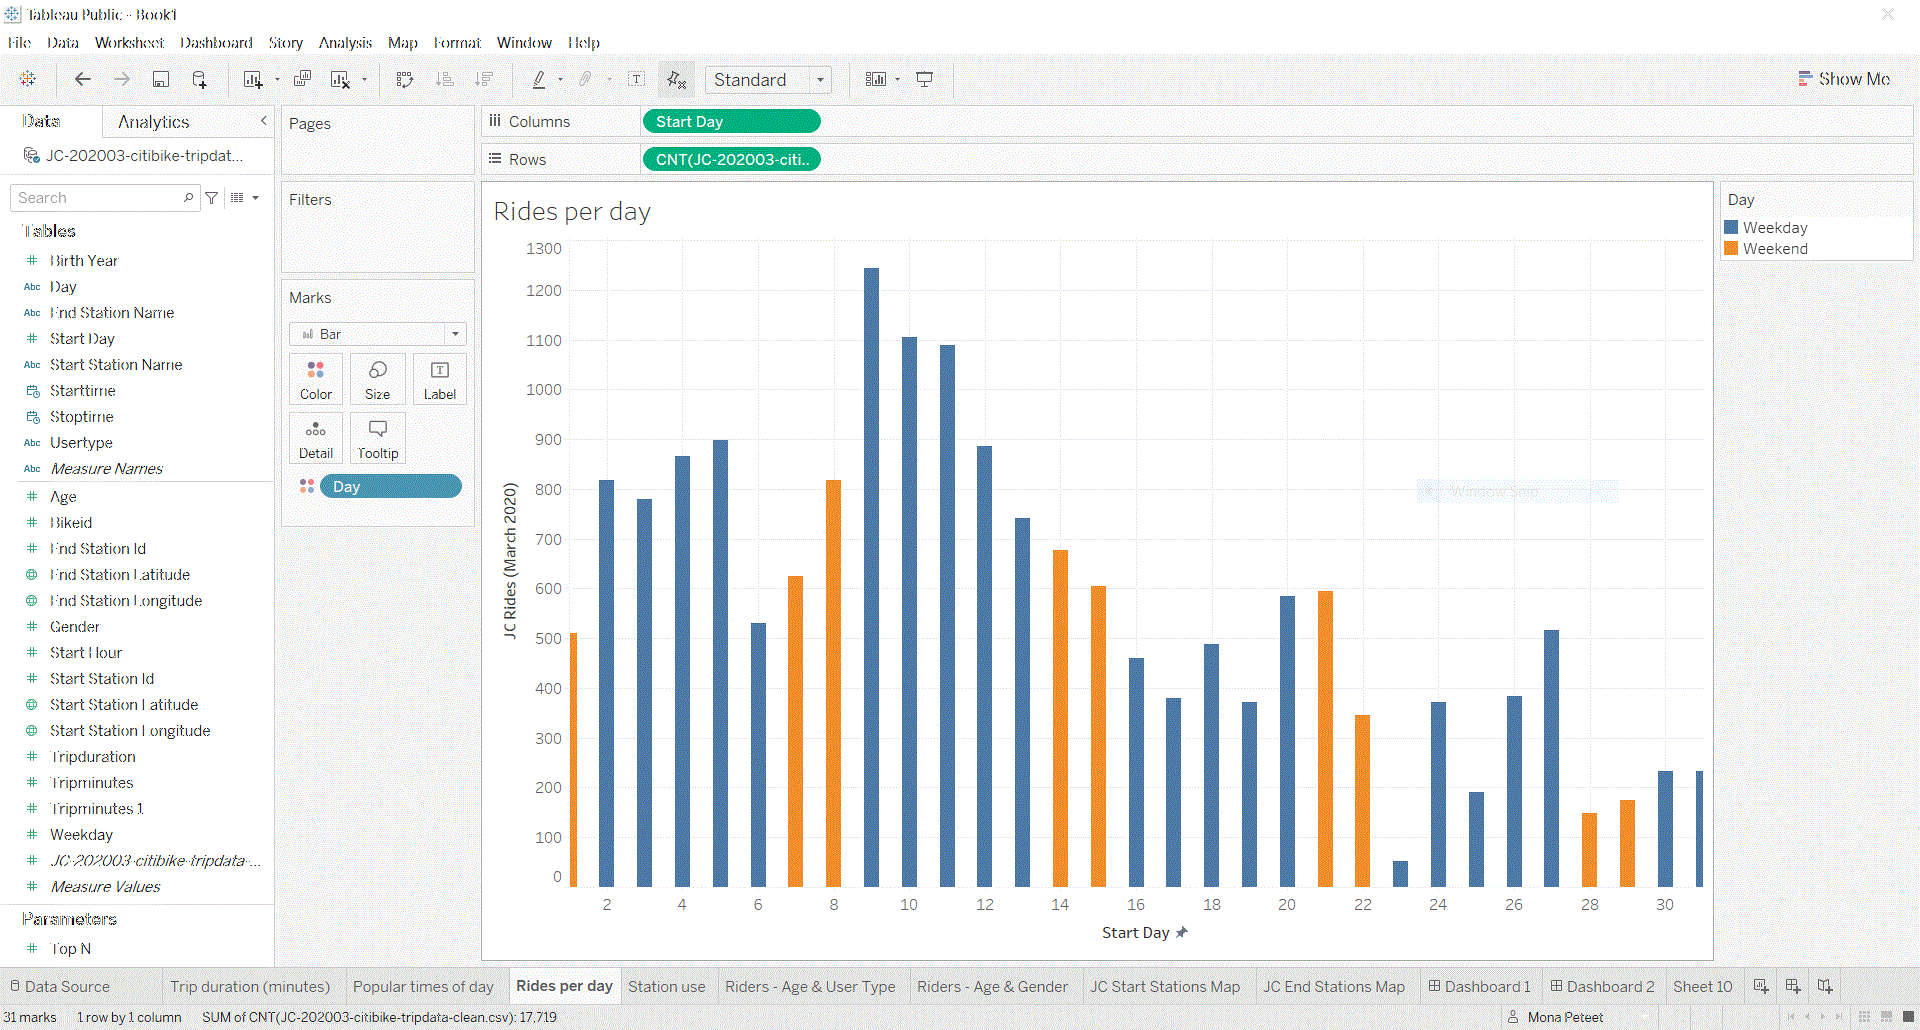 Tableau Public - Book1
File Data Worksheet Dashboard Story Analysis Map Format Window Help
Standard
Show Me
Data
Analytics
JC-202003-citibike-tripdat...
Search
Tables
Birth Year
Abc Day
Abc End Station Name
Start Day
Abc Start Station Name
Starttime
Stoptime
Abc Usertype
Abc Measure Names
Age
Bikeid
End Station Id
End Station Latitude
End Station Longitude
Gender
Start Hour
Start Station Id
Start Station Latitude
Start Station Longitude
Tripduration
Tripminutes
Tripminutes 1
Weekday
JC-202003-citibike-tripdata-...
Measure Values
Parameters
Top N
Pages
Filters
Marks
Bar
Color
Size
Label
Detail
Tooltip
Day
Columns
Start Day
Rows
CNT(JC-202003-citi..
Rides per day
1300
1200
1100
1000
900
800
700
600
500
400
300
200
100
0
JC Rides (March 2020)
2 4 6 8 10 12 14 16 18 20 22 24 26 28 30
Start Day
Window Snip
Day
Weekday
Weekend
Data Source
Trip duration (minutes)
Popular times of day
Rides per day
Station use
Riders - Age & User Type
Riders - Age & Gender
JC Start Stations Map
JC End Stations Map
Dashboard 1
Dashboard 2
Sheet 10
31 marks
1 row by 1 column
SUM of CNT(JC-202003-citibike-tripdata-clean.csv): 17,719
Mona Peteet